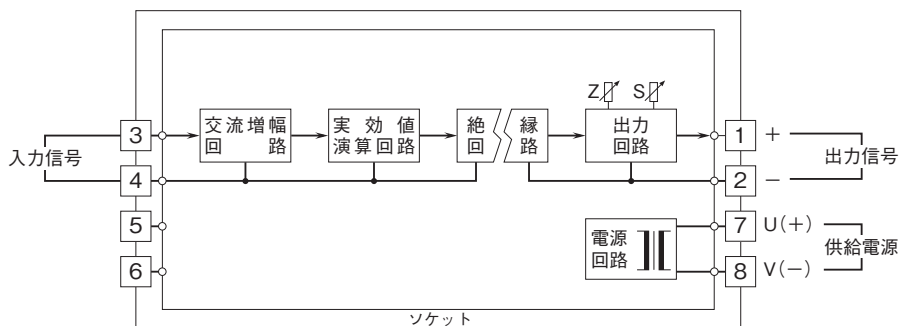 Z S
3 交流増幅回路 実効値演算回路 絶縁回路 出力回路 1 +
入力信号 出力信号
4 2 −
5 電源回路 7 U(+)
供給電源
6 8 V(−)
ソケット